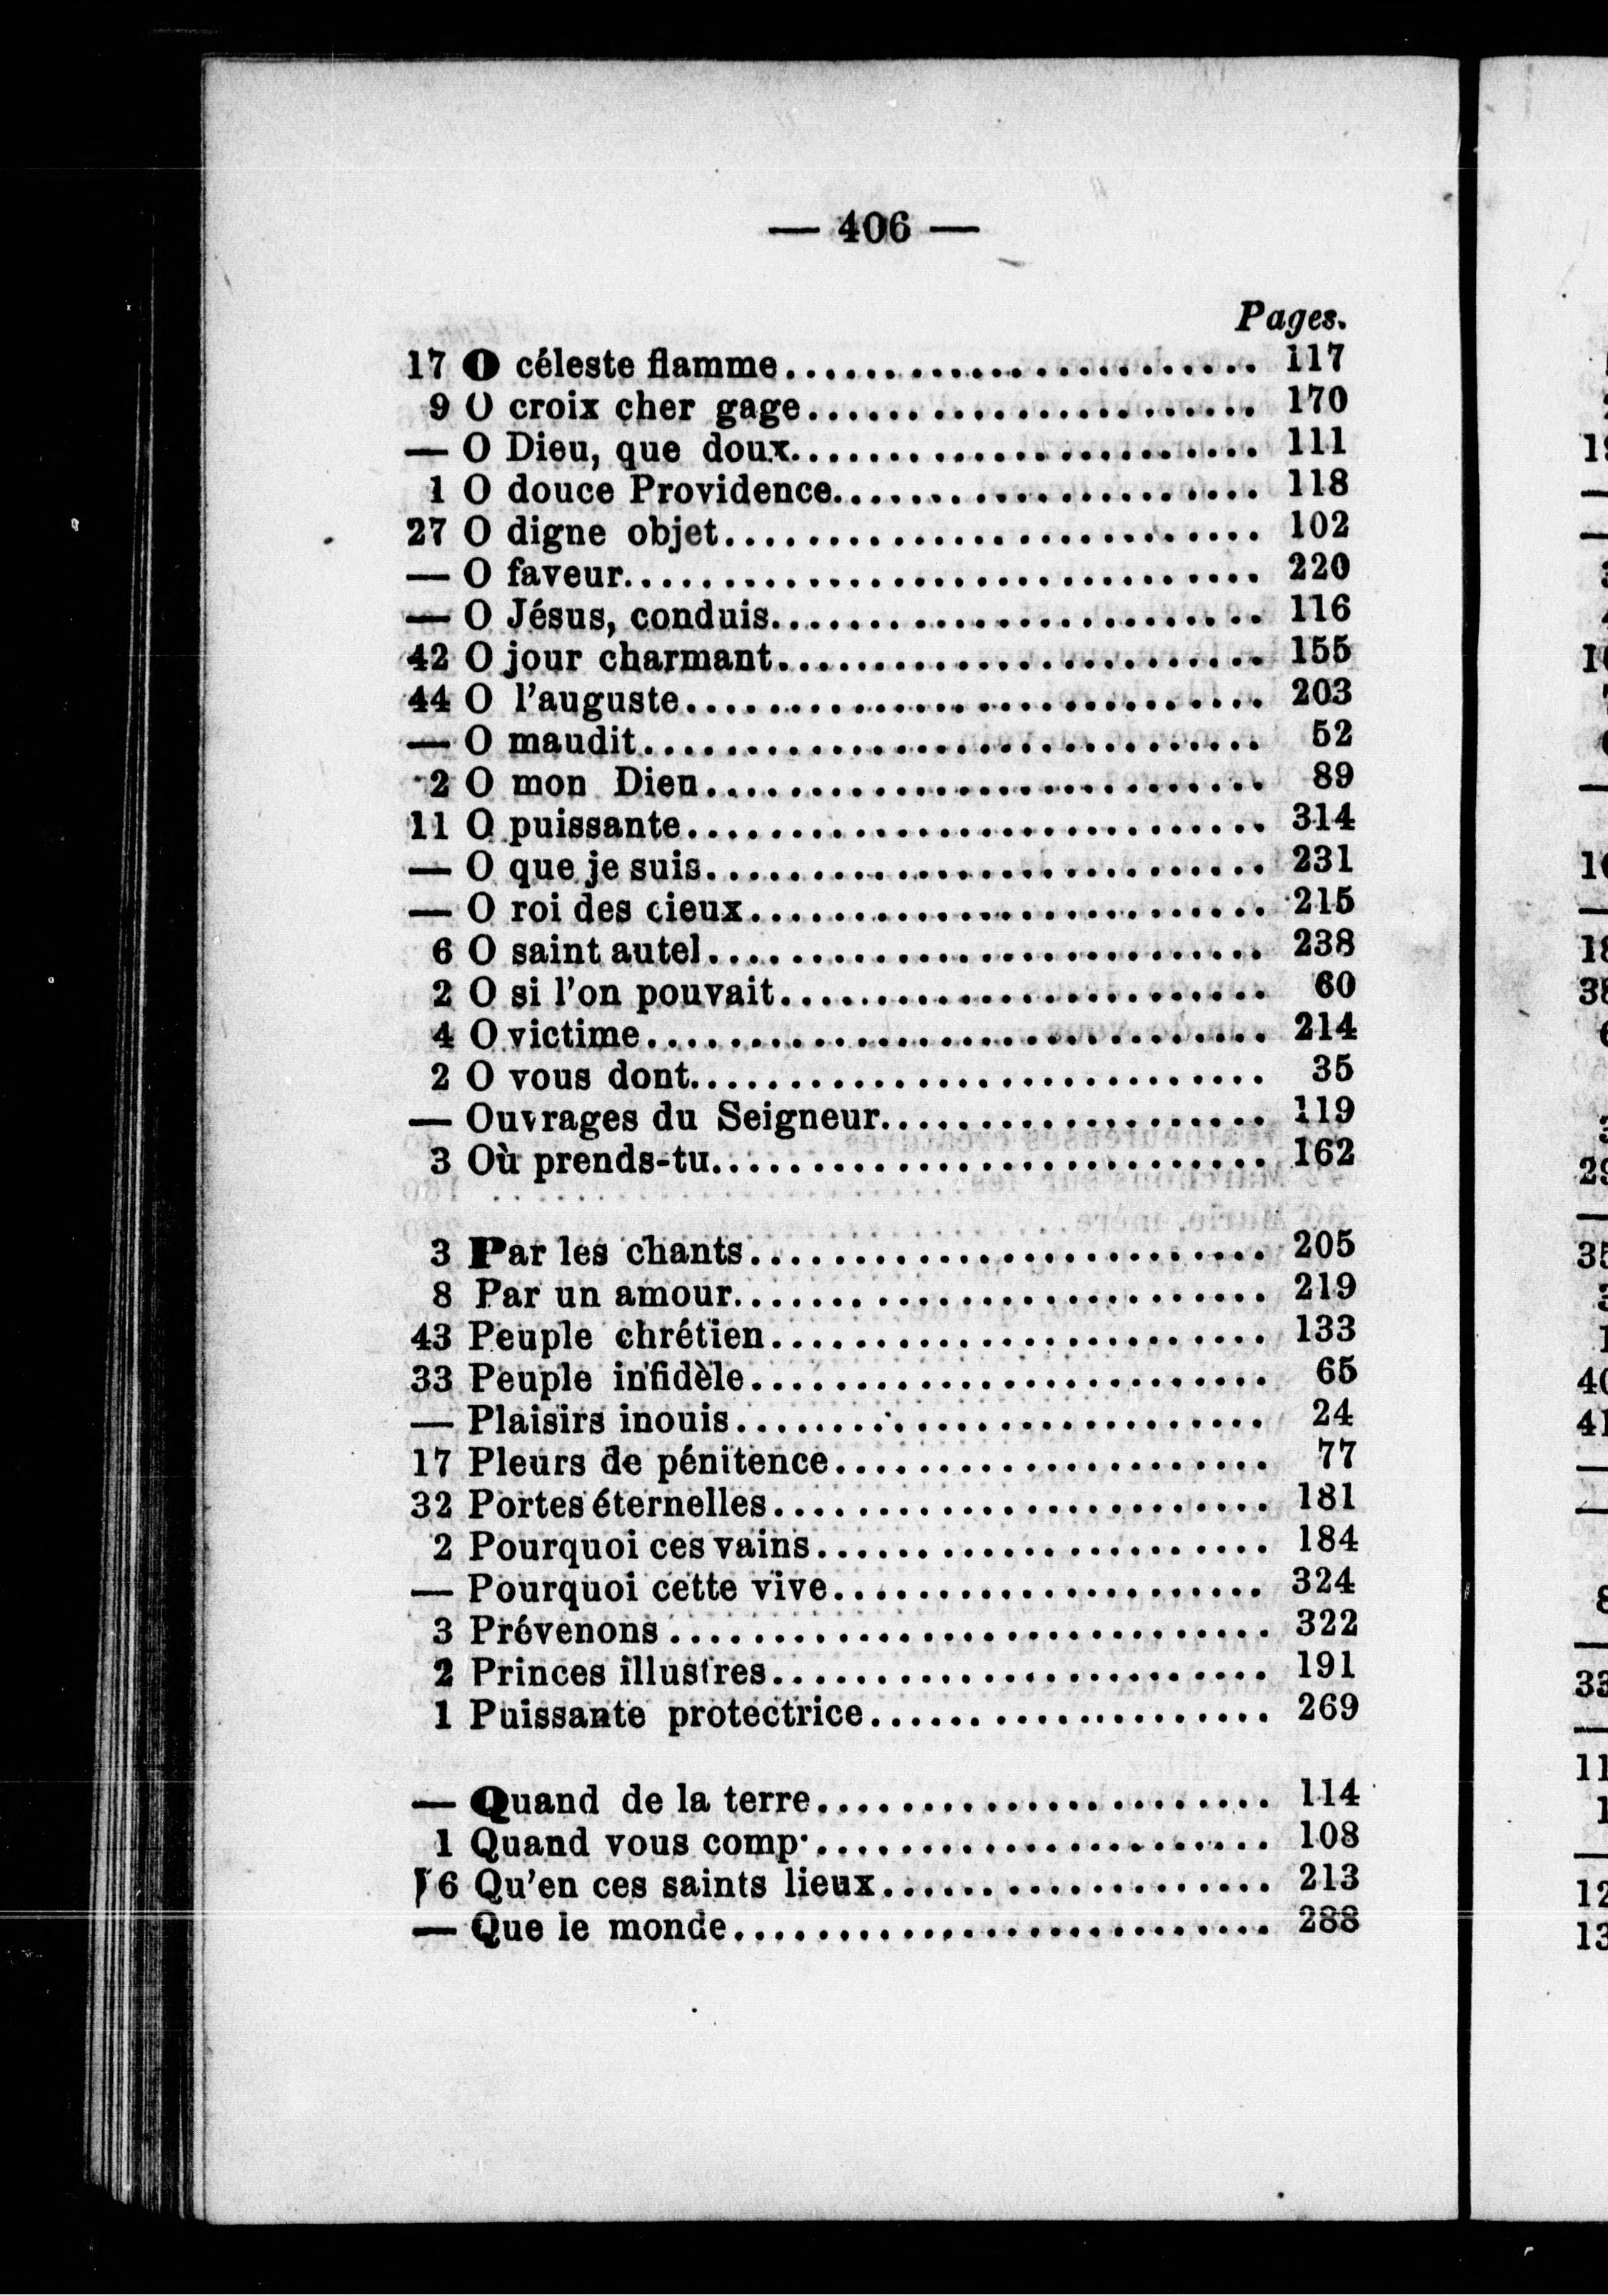 — 406 —
Pages.
17 O céleste flamme........................ 117
9 O croix cher gage...................... 170
— O Dieu, que doux....................... 111
1 O douce Providence..................... 118
27 O digne objet.......................... 102
— O faveur............................... 220
— O Jésus, conduis....................... 116
42 O jour charmant........................ 155
44 O l'auguste............................ 203
— O maudit.............................. 52
2 O mon Dieu............................ 89
11 O puissante............................ 314
— O que je suis.......................... 231
— O roi des cieux......................... 215
6 O saint autel........................... 238
2 O si l'on pouvait........................ 60
4 O victime.............................. 214
2 O vous dont............................ 35
— Ouvrages du Seigneur................... 119
3 Où prends-tu........................... 162
3 Par les chants......................... 205
8 Par un amour.......................... 219
43 Peuple chrétien........................ 133
33 Peuple infidèle......................... 65
— Plaisirs inouis.......................... 24
17 Pleurs de pénitence..................... 77
32 Portes éternelles........................ 181
2 Pourquoi ces vains...................... 184
— Pourquoi cette vive..................... 324
3 Prévenons ............................. 322
2 Princes illustres........................ 191
1 Puissante protectrice.................... 269
— Quand de la terre...................... 114
1 Quand vous comp....................... 108
6 Qu'en ces saints lieux................... 213
— Que le monde.......................... 288